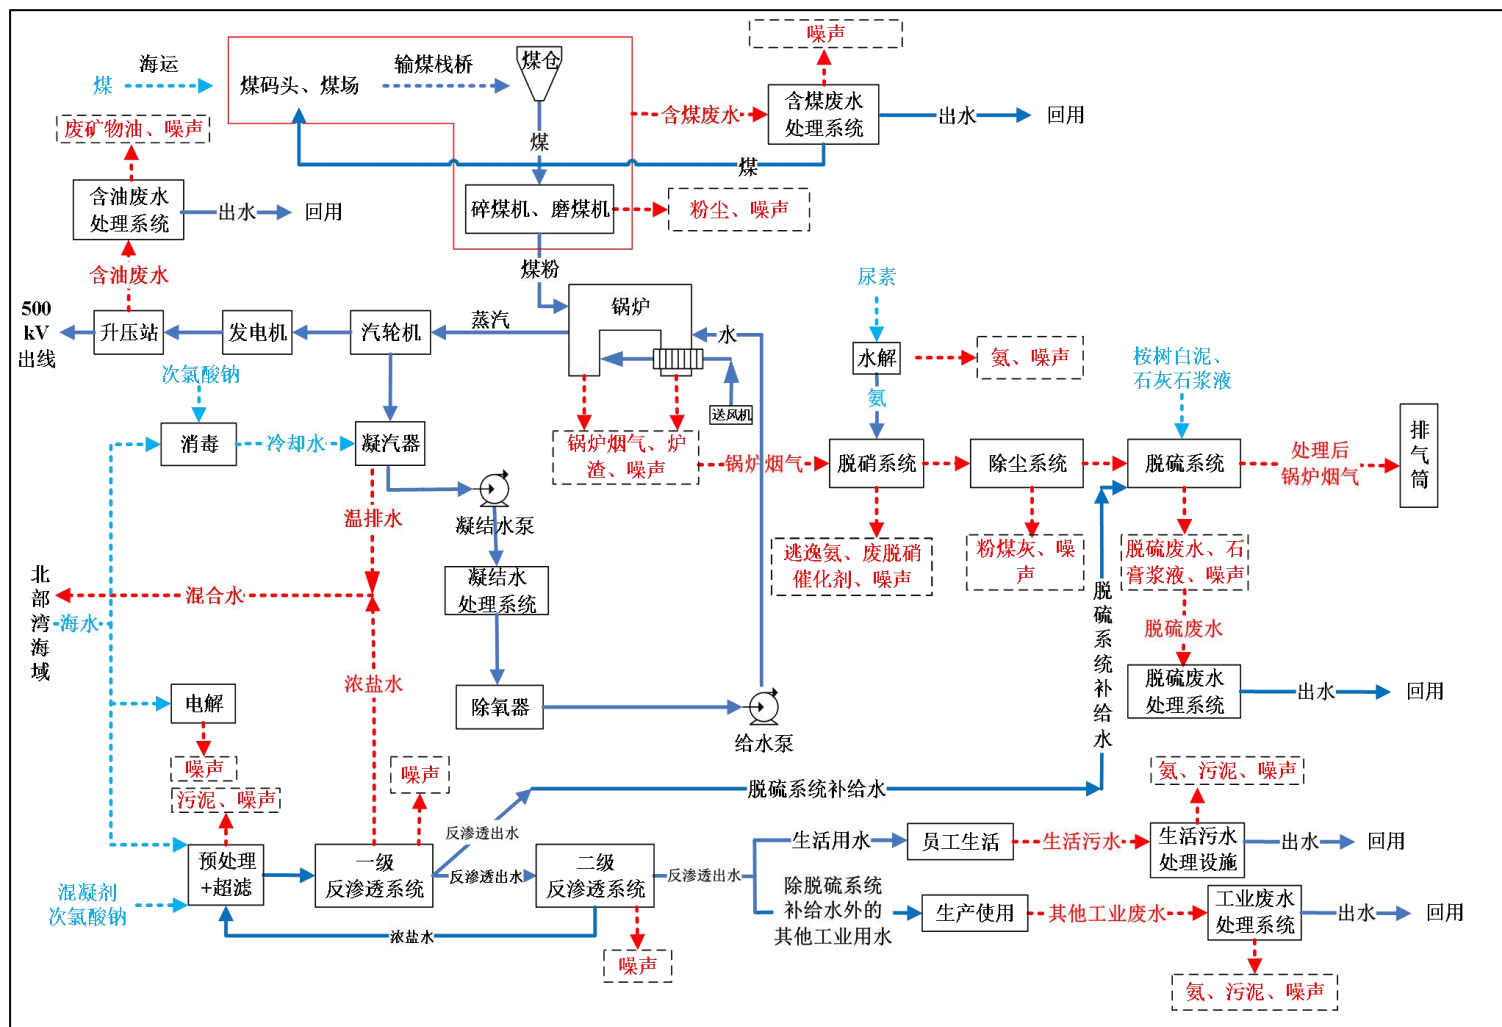 噪声
煤
海运
煤码头、煤场
输煤栈桥
煤仓
含煤废水
含煤废水
处理系统
出水
回用
废矿物油、噪声
煤
煤
含油废水
处理系统
出水
回用
碎煤机、磨煤机
粉尘、噪声
含油废水
煤粉
尿素
500
kV
出线
升压站
发电机
汽轮机
蒸汽
锅炉
水
水解
氨、噪声
桉树白泥、
石灰石浆液
次氯酸钠
氨
送风机
消毒
冷却水
凝汽器
锅炉烟气、炉
渣、噪声
锅炉烟气
脱硝系统
除尘系统
脱硫系统
处理后
锅炉烟气
排
气
筒
温排水
凝结水泵
逃逸氨、废脱硝
催化剂、噪声
粉煤灰、噪
声
脱硫废水、石
膏浆液、噪声
北
部
湾
海
域
混合水
海水
凝结水
处理系统
脱
硫
系
统
补
给
水
脱硫废水
浓盐水
电解
除氧器
给水泵
脱硫废水
处理系统
出水
回用
噪声
噪声
污泥、噪声
脱硫系统补给水
氨、污泥、噪声
反渗透出水
预处理
+超滤
一级
反渗透系统
反渗透出水
二级
反渗透系统
反渗透出水
生活用水
员工生活
生活污水
生活污水
处理设施
出水
回用
混凝剂
次氯酸钠
除脱硫系统
补给水外的
其他工业用水
生产使用
其他工业废水
工业废水
处理系统
出水
回用
浓盐水
噪声
氨、污泥、噪声